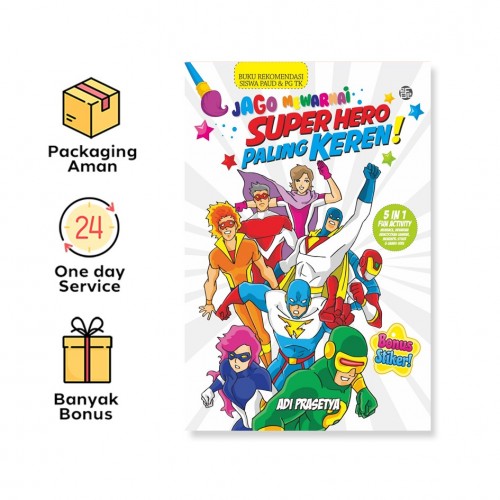 Packaging
Aman
24
One day
Service
Banyak
Bonus
BUKU REKOMENDASI
SISWA PAUD & PG TK
JAGO MEWARNAI
SUPER HERO
PALING KEREN!
5 IN 1
FUN ACTIVITY
Bonus
Stiker!
ADI PRASETYA